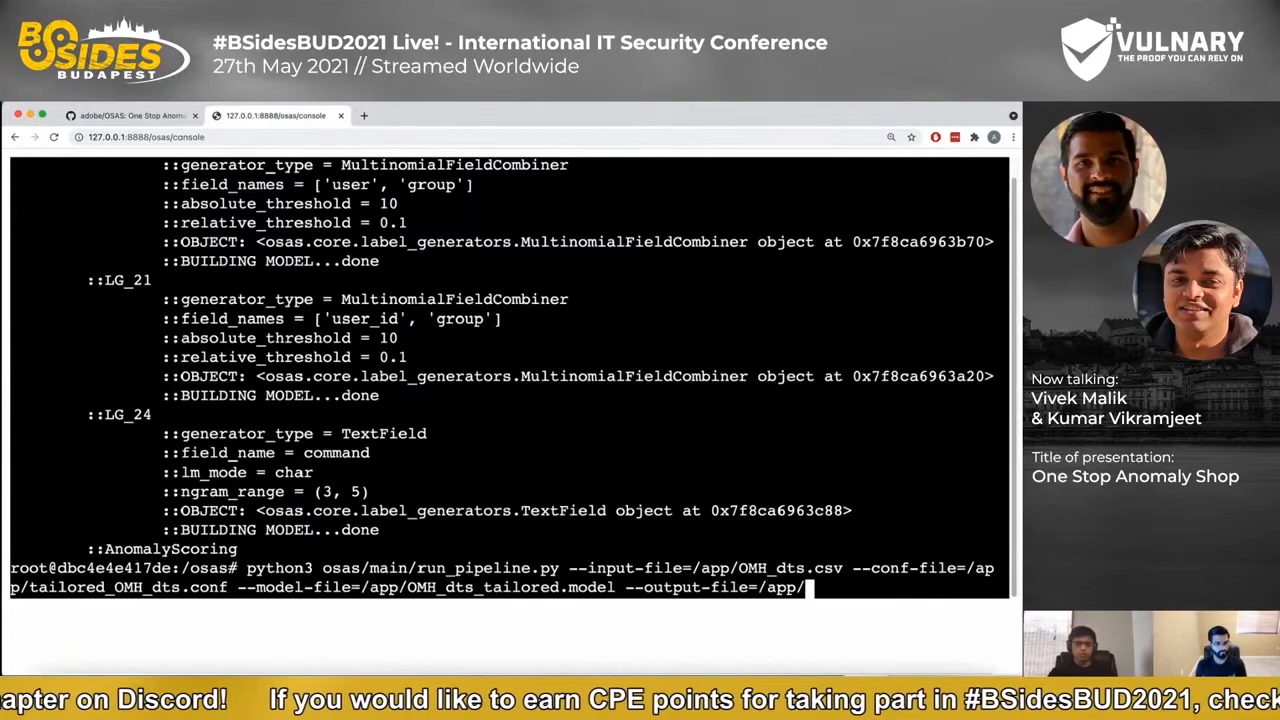 BSIDES
BUDAPEST
#BSidesBUD2021 Live! - International IT Security Conference
27th May 2021 // Streamed Worldwide
VULNARY
THE PROOF YOU CAN RELY ON
adobe/OSAS: One Stop Anom
127.0.0.1:8888/osas/console
127.0.0.1:8888/osas/console
A
::generator_type = MultinomialFieldCombiner
::field_names = ['user', 'group']
::absolute_threshold = 10
::relative_threshold = 0.1
::OBJECT: <osas.core.label_generators.MultinomialFieldCombiner object at 0x7f8ca6963b70>
::BUILDING MODEL...done
::LG_21
::generator_type = MultinomialFieldCombiner
::field_names = ['user_id', 'group']
::absolute_threshold = 10
::relative_threshold = 0.1
::OBJECT: <osas.core.label_generators.MultinomialFieldCombiner object at 0x7f8ca6963a20>
::BUILDING MODEL...done
::LG_24
::generator_type = TextField
::field_name = command
::lm_mode = char
::ngram_range = (3, 5)
::OBJECT: <osas.core.label_generators.TextField object at 0x7f8ca6963c88>
::BUILDING MODEL...done
::AnomalyScoring
root@dbc4e4e417de:/osas# python3 osas/main/run_pipeline.py --input-file=/app/OMH_dts.csv --conf-file=/ap
p/tailored_OMH_dts.conf --model-file=/app/OMH_dts_tailored.model --output-file=/app/
Now talking:
Vivek Malik
& Kumar Vikramjeet
Title of presentation:
One Stop Anomaly Shop
hapter on Discord! If you would like to earn CPE points for taking part in #BSidesBUD2021, check